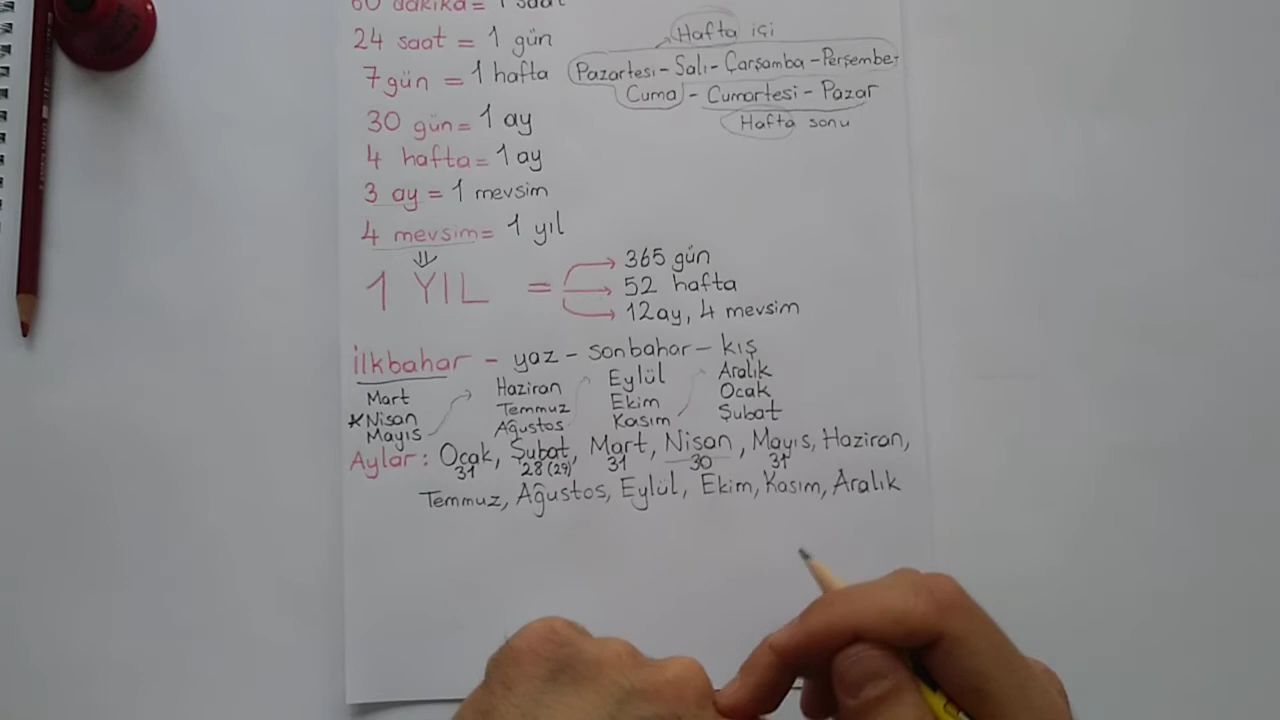 60 dakika = 1 saat
24 saat = 1 gün
7 gün = 1 hafta
30 gün = 1 ay
4 hafta = 1 ay
3 ay = 1 mevsim
4 mevsim = 1 yıl
Hafta içi
Pazartesi - Salı - Çarşamba - Perşembe -
Cuma - Cumartesi - Pazar
Hafta sonu
1 YIL =
365 gün
52 hafta
12 ay, 4 mevsim
İlkbahar - yaz - sonbahar - kış
Mart
Nisan
Mayıs
Haziran
Temmuz
Ağustos
Eylül
Ekim
Kasım
Aralık
Ocak
Şubat
Aylar: Ocak, Şubat, Mart, Nisan, Mayıs, Haziran,
31 28 (29) 31 30 31
Temmuz, Ağustos, Eylül, Ekim, Kasım, Aralık